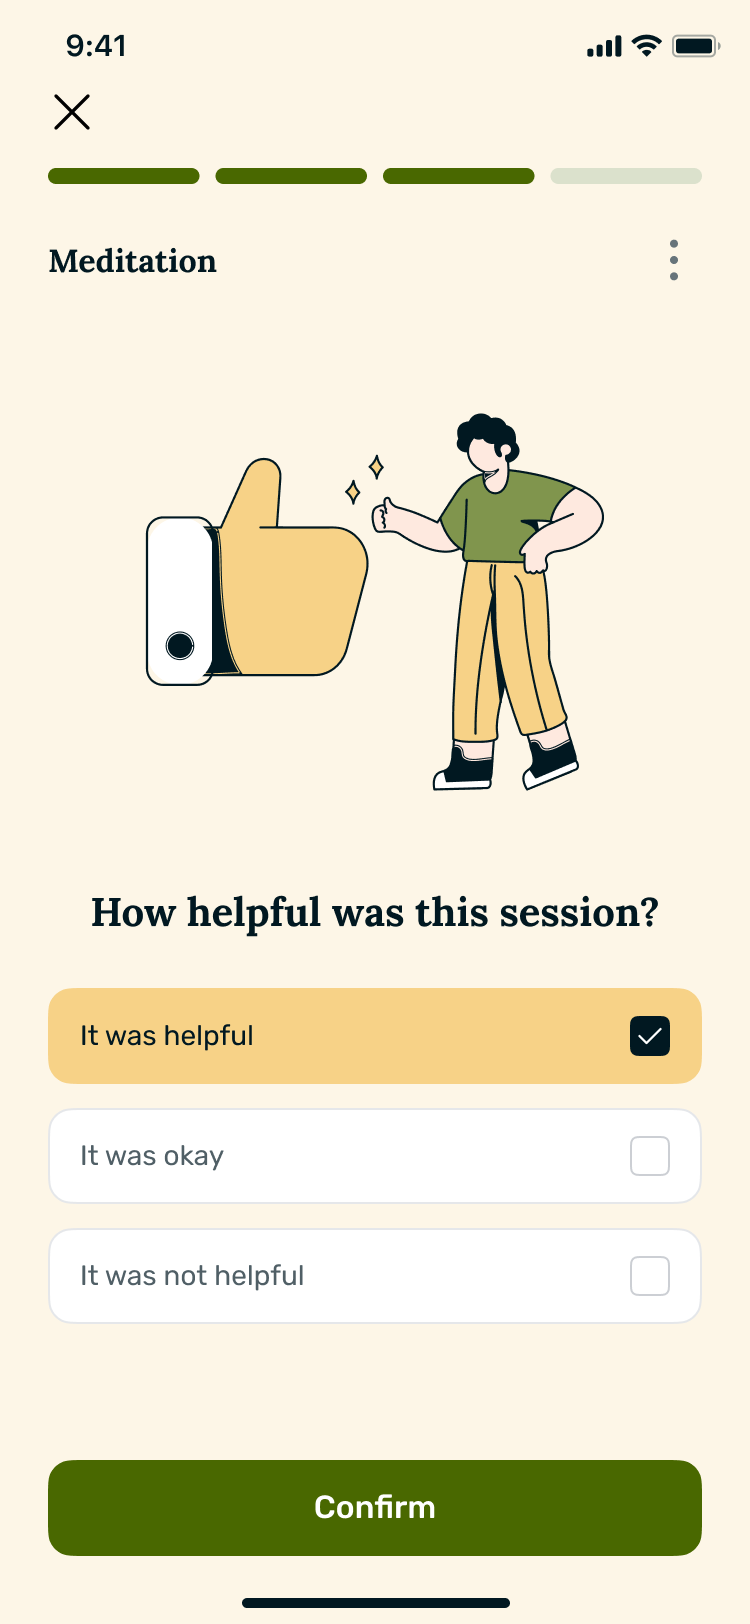 9:41
Meditation
How helpful was this session?
It was helpful
It was okay
It was not helpful
Confirm